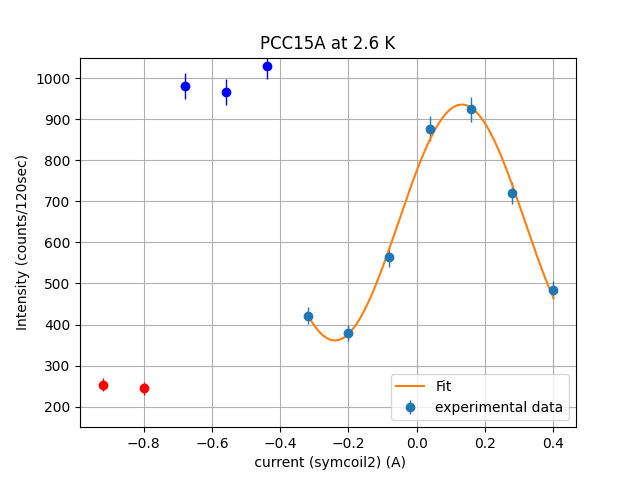 PCC15A at 2.6 K
Intensity (counts/120sec)
1000
900
800
700
600
500
400
300
200
−0.8 −0.6 −0.4 −0.2 0.0 0.2 0.4
current (symcoil2) (A)
Fit
experimental data